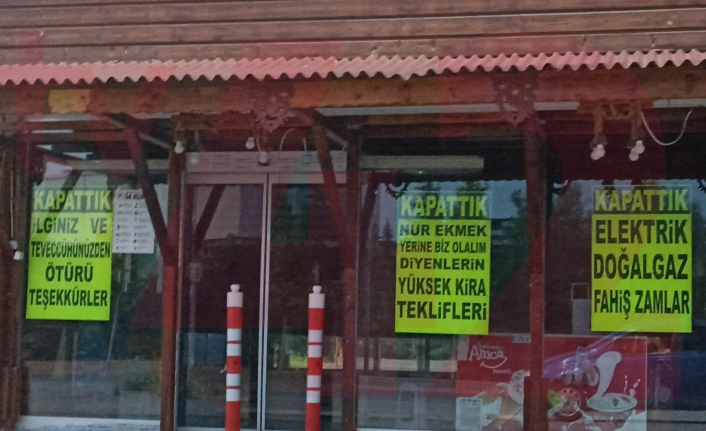 KAPATTIK
İLGİNİZ VE
TEVECCÜHÜNÜZDEN
ÖTÜRÜ
TEŞEKKÜRLER
KAPATTIK
NUR EKMEK
YERİNE BİZ OLALIM
DİYENLERİN
YÜKSEK KİRA
TEKLİFLERİ
KAPATTIK
ELEKTRİK
DOĞALGAZ
FAHİŞ ZAMLAR